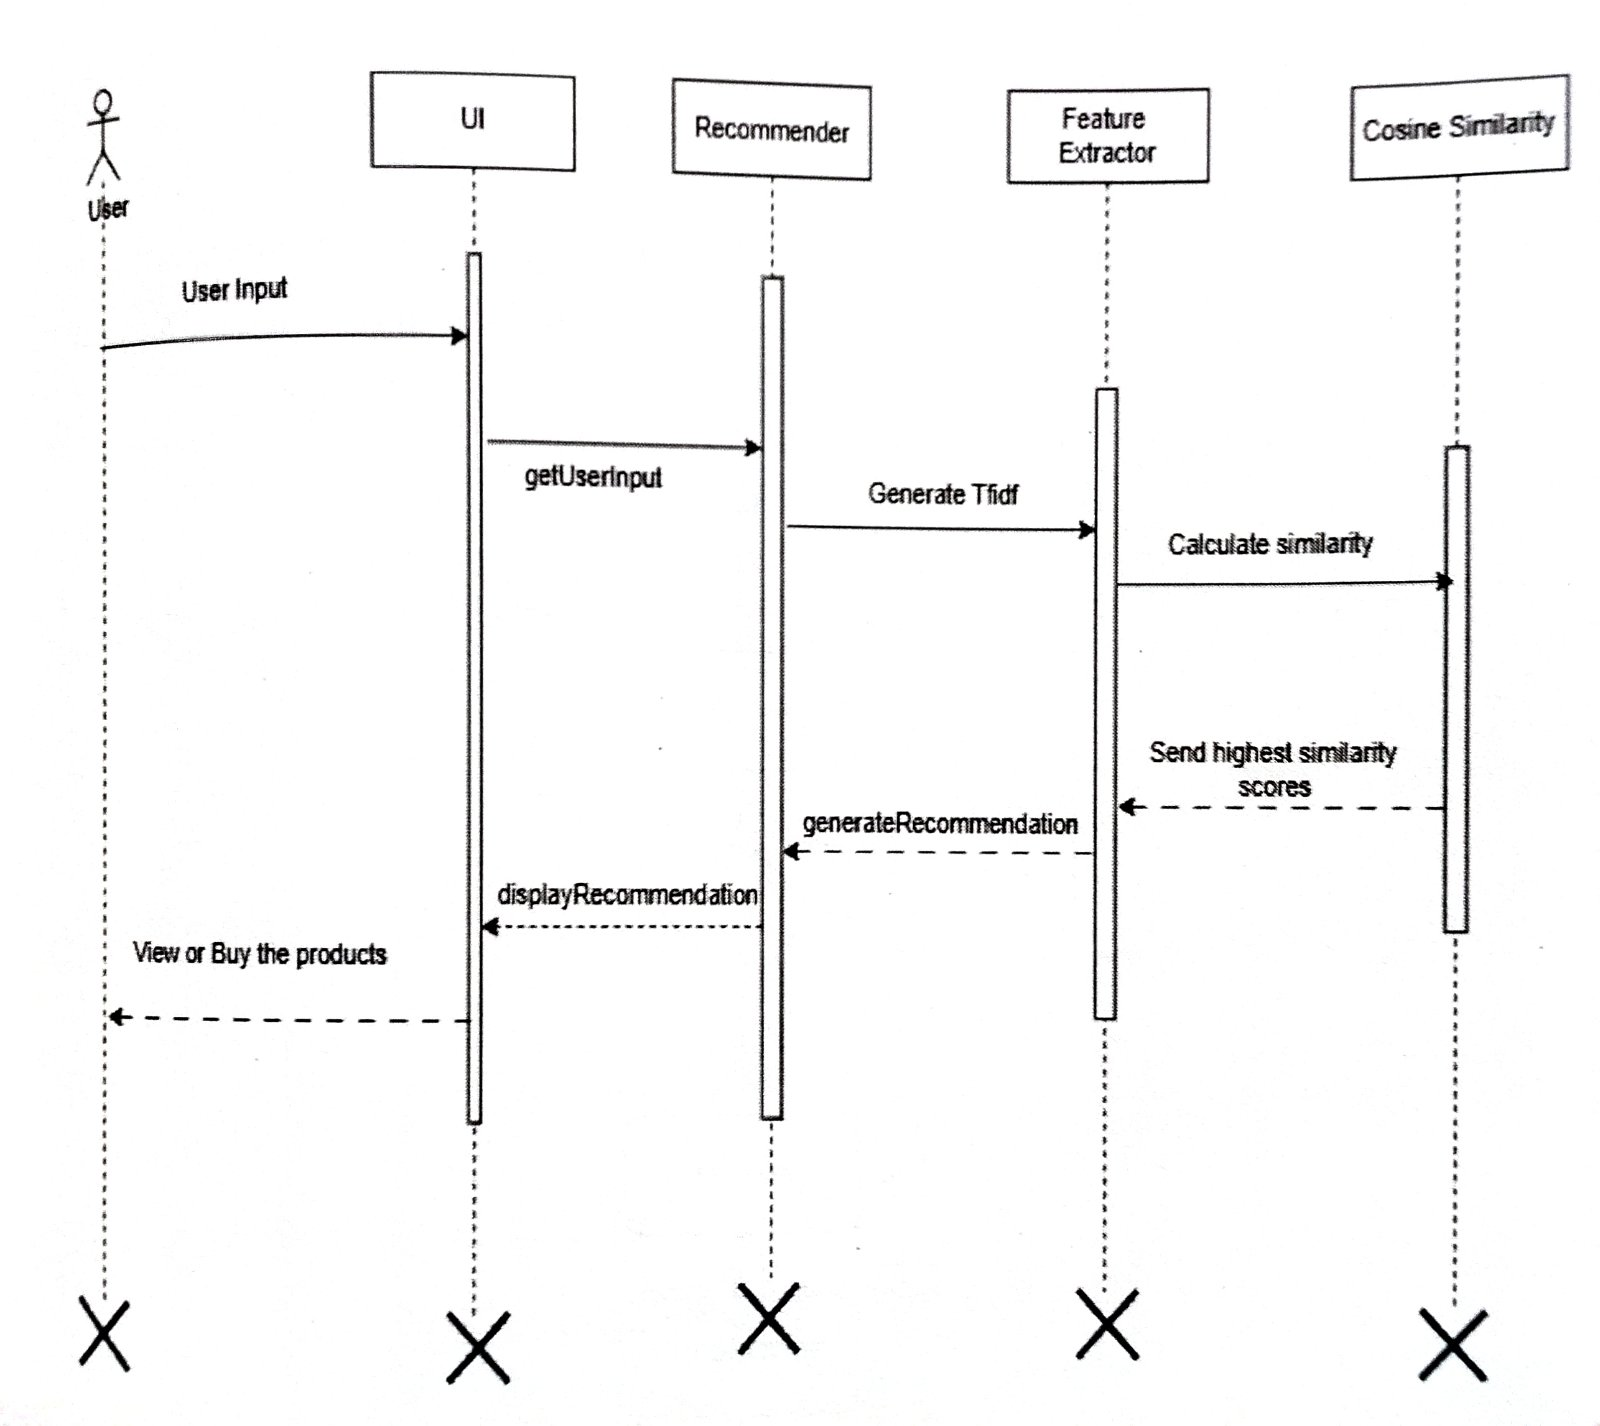 UI
Recommender
Feature
Extractor
Cosine Similarity
User
User Input
getUserInput
Generate Tfidf
Calculate similarity
Send highest similarity
scores
generateRecommendation
displayRecommendation
View or Buy the products